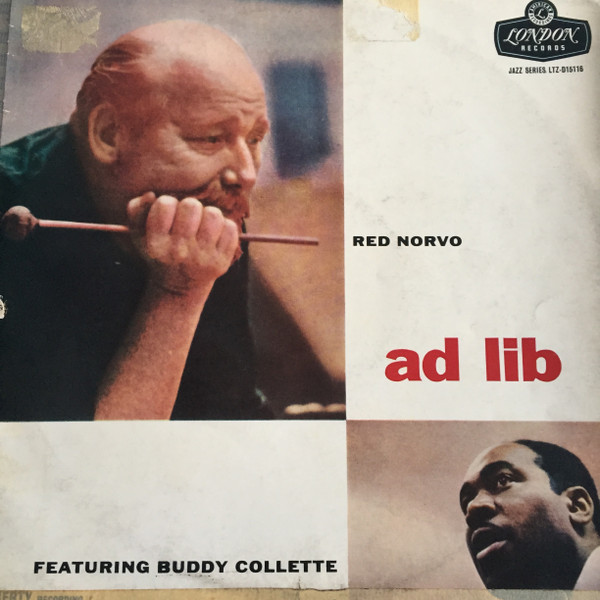 LONDON
RECORDS
JAZZ SERIES LTZ-D15116
RED NORVO
ad lib
FEATURING BUDDY COLLETTE